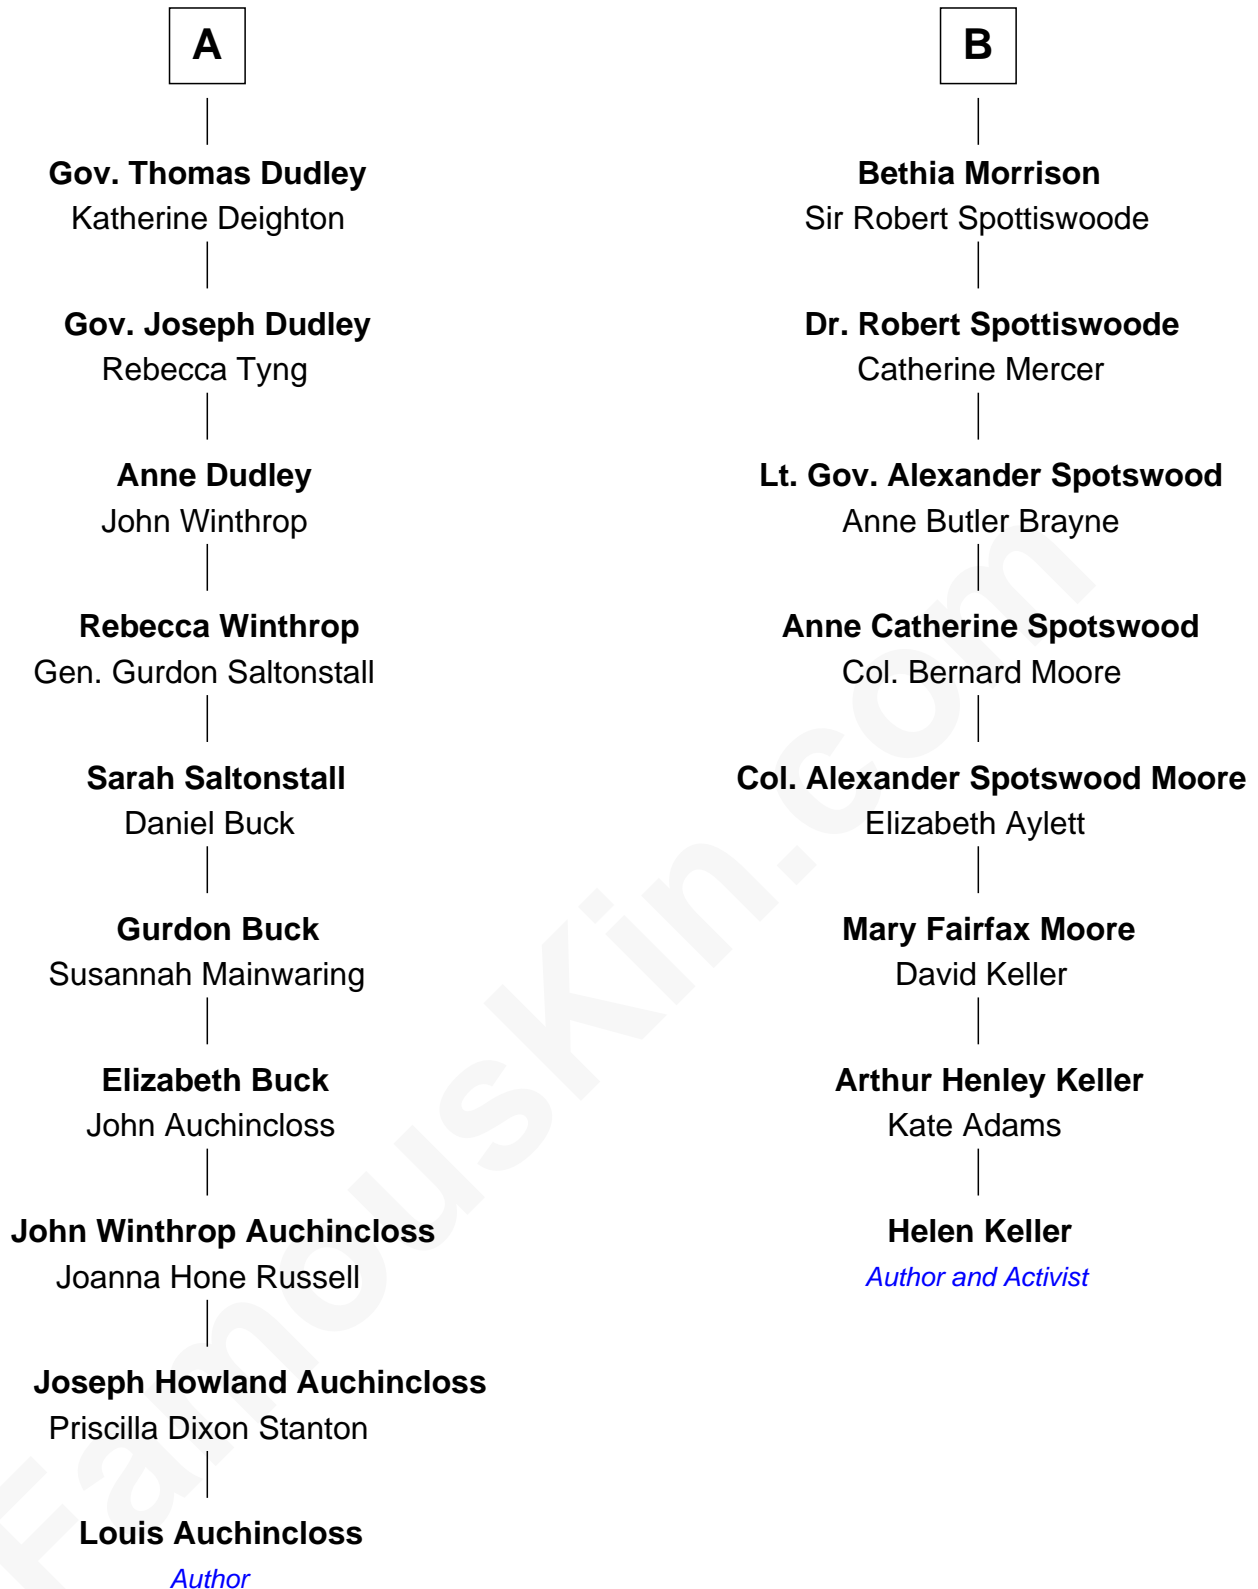 A
Gov. Thomas Dudley
Katherine Deighton
Gov. Joseph Dudley
Rebecca Tyng
Anne Dudley
John Winthrop
Rebecca Winthrop
Gen. Gurdon Saltonstall
Sarah Saltonstall
Daniel Buck
Gurdon Buck
Susannah Mainwaring
Elizabeth Buck
John Auchincloss
John Winthrop Auchincloss
Joanna Hone Russell
Joseph Howland Auchincloss
Priscilla Dixon Stanton
Louis Auchincloss
Author
B
Bethia Morrison
Sir Robert Spottiswoode
Dr. Robert Spottiswoode
Catherine Mercer
Lt. Gov. Alexander Spotswood
Anne Butler Brayne
Anne Catherine Spotswood
Col. Bernard Moore
Col. Alexander Spotswood Moore
Elizabeth Aylett
Mary Fairfax Moore
David Keller
Arthur Henley Keller
Kate Adams
Helen Keller
Author and Activist
FamousKin.com